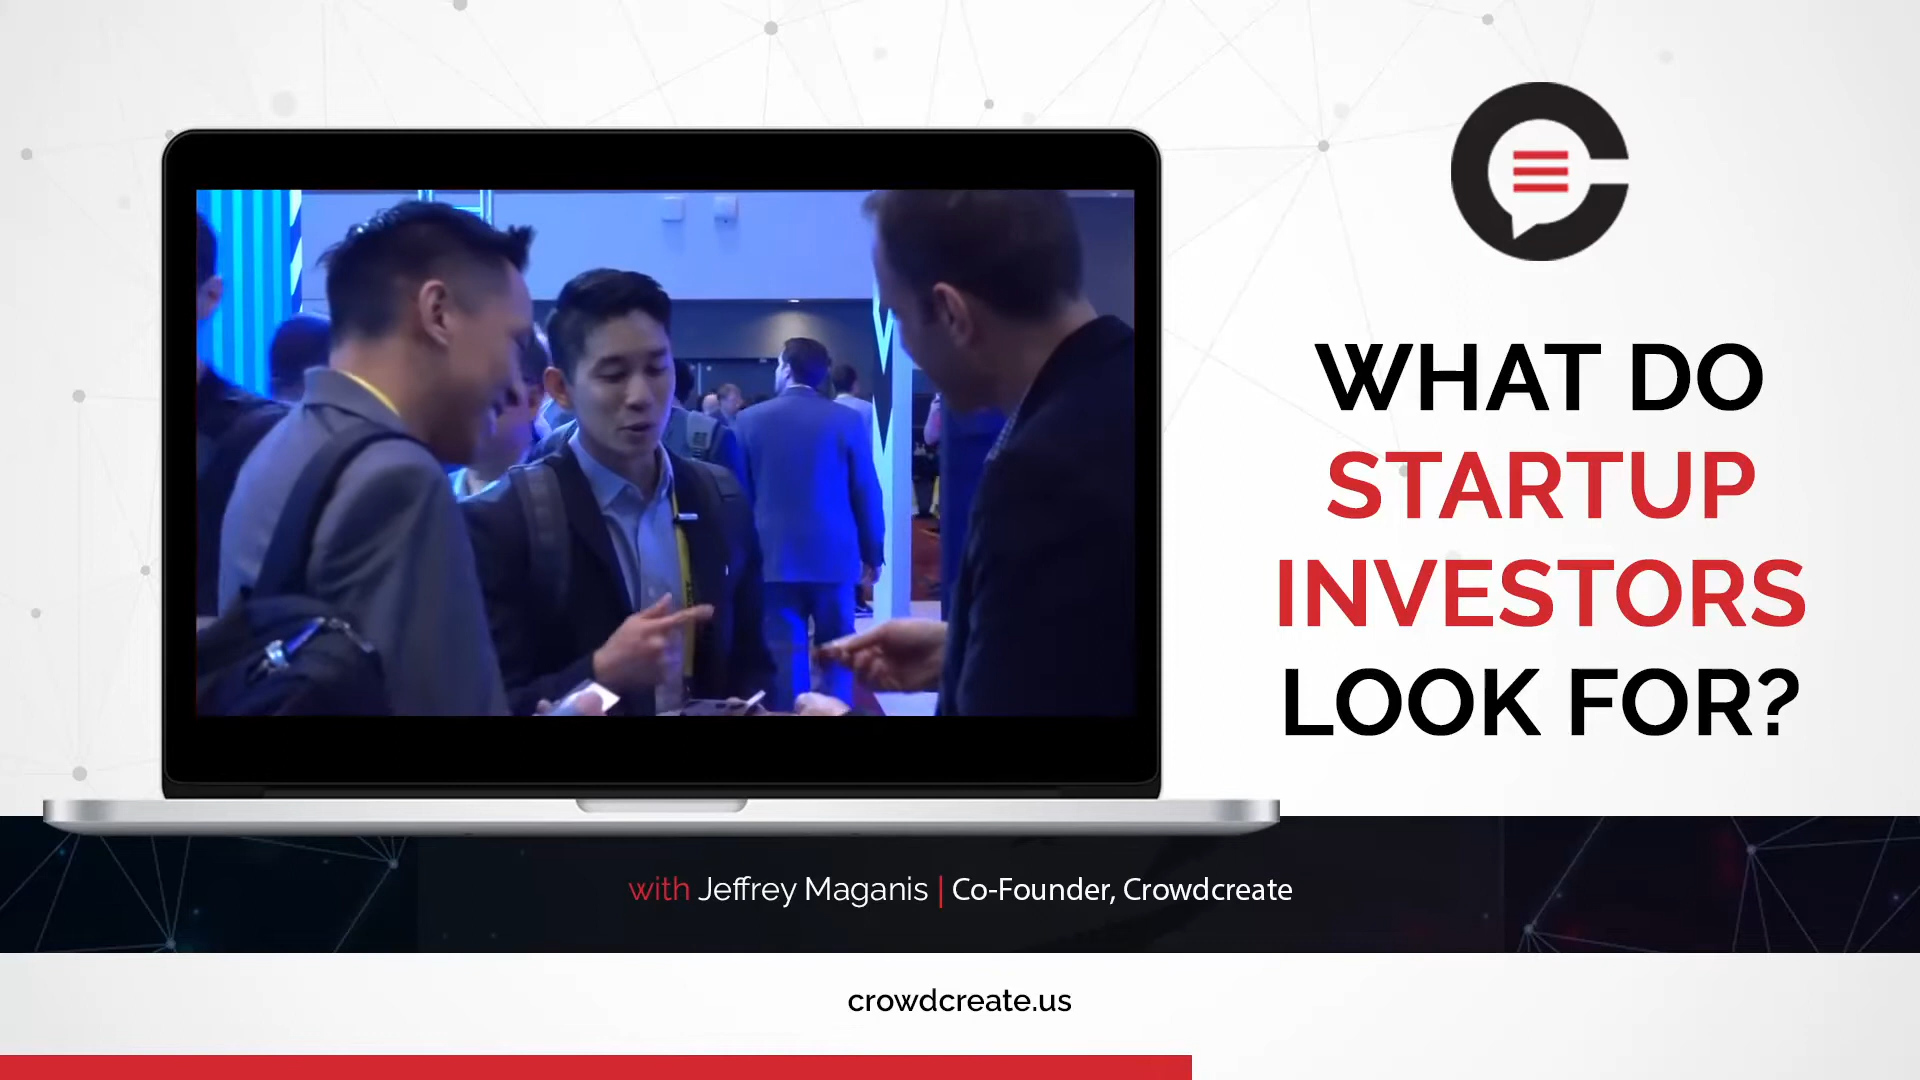 WHAT DO
STARTUP
INVESTORS
LOOK FOR?
with Jeffrey Maganis | Co-Founder, Crowdcreate
crowdcreate.us